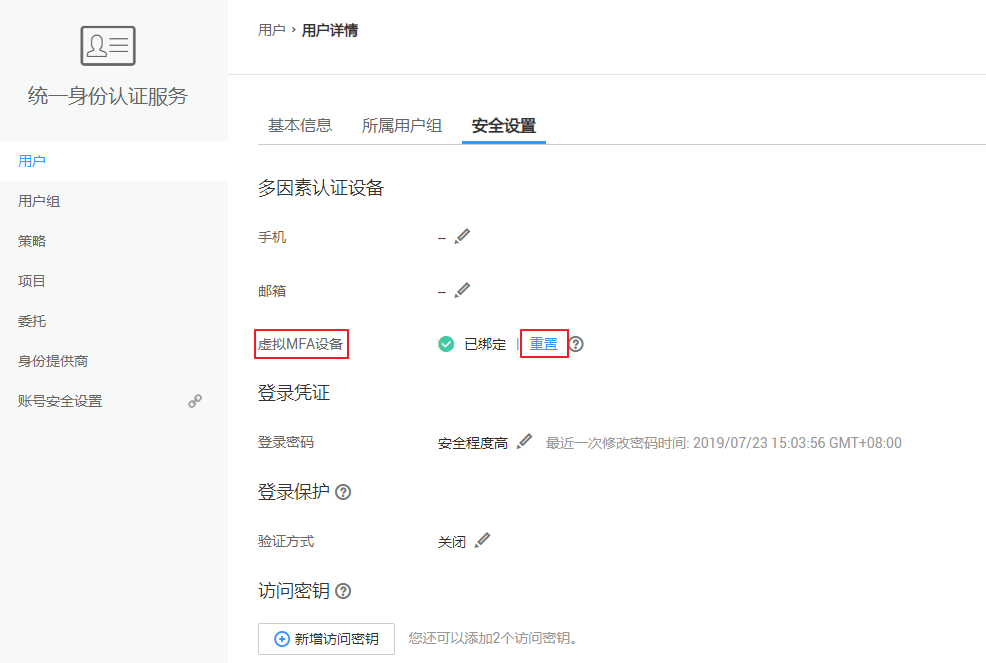 统一身份认证服务
用户
用户组
策略
项目
委托
身份提供商
账号安全设置
用户 › 用户详情
基本信息 所属用户组 安全设置
多因素认证设备
手机 --
邮箱 --
虚拟MFA设备 已绑定 | 重置 ?
登录凭证
登录密码 安全程度高 最近一次修改密码时间: 2019/07/23 15:03:56 GMT+08:00
登录保护 ?
验证方式 关闭
访问密钥 ?
新增访问密钥 您还可以添加2个访问密钥。